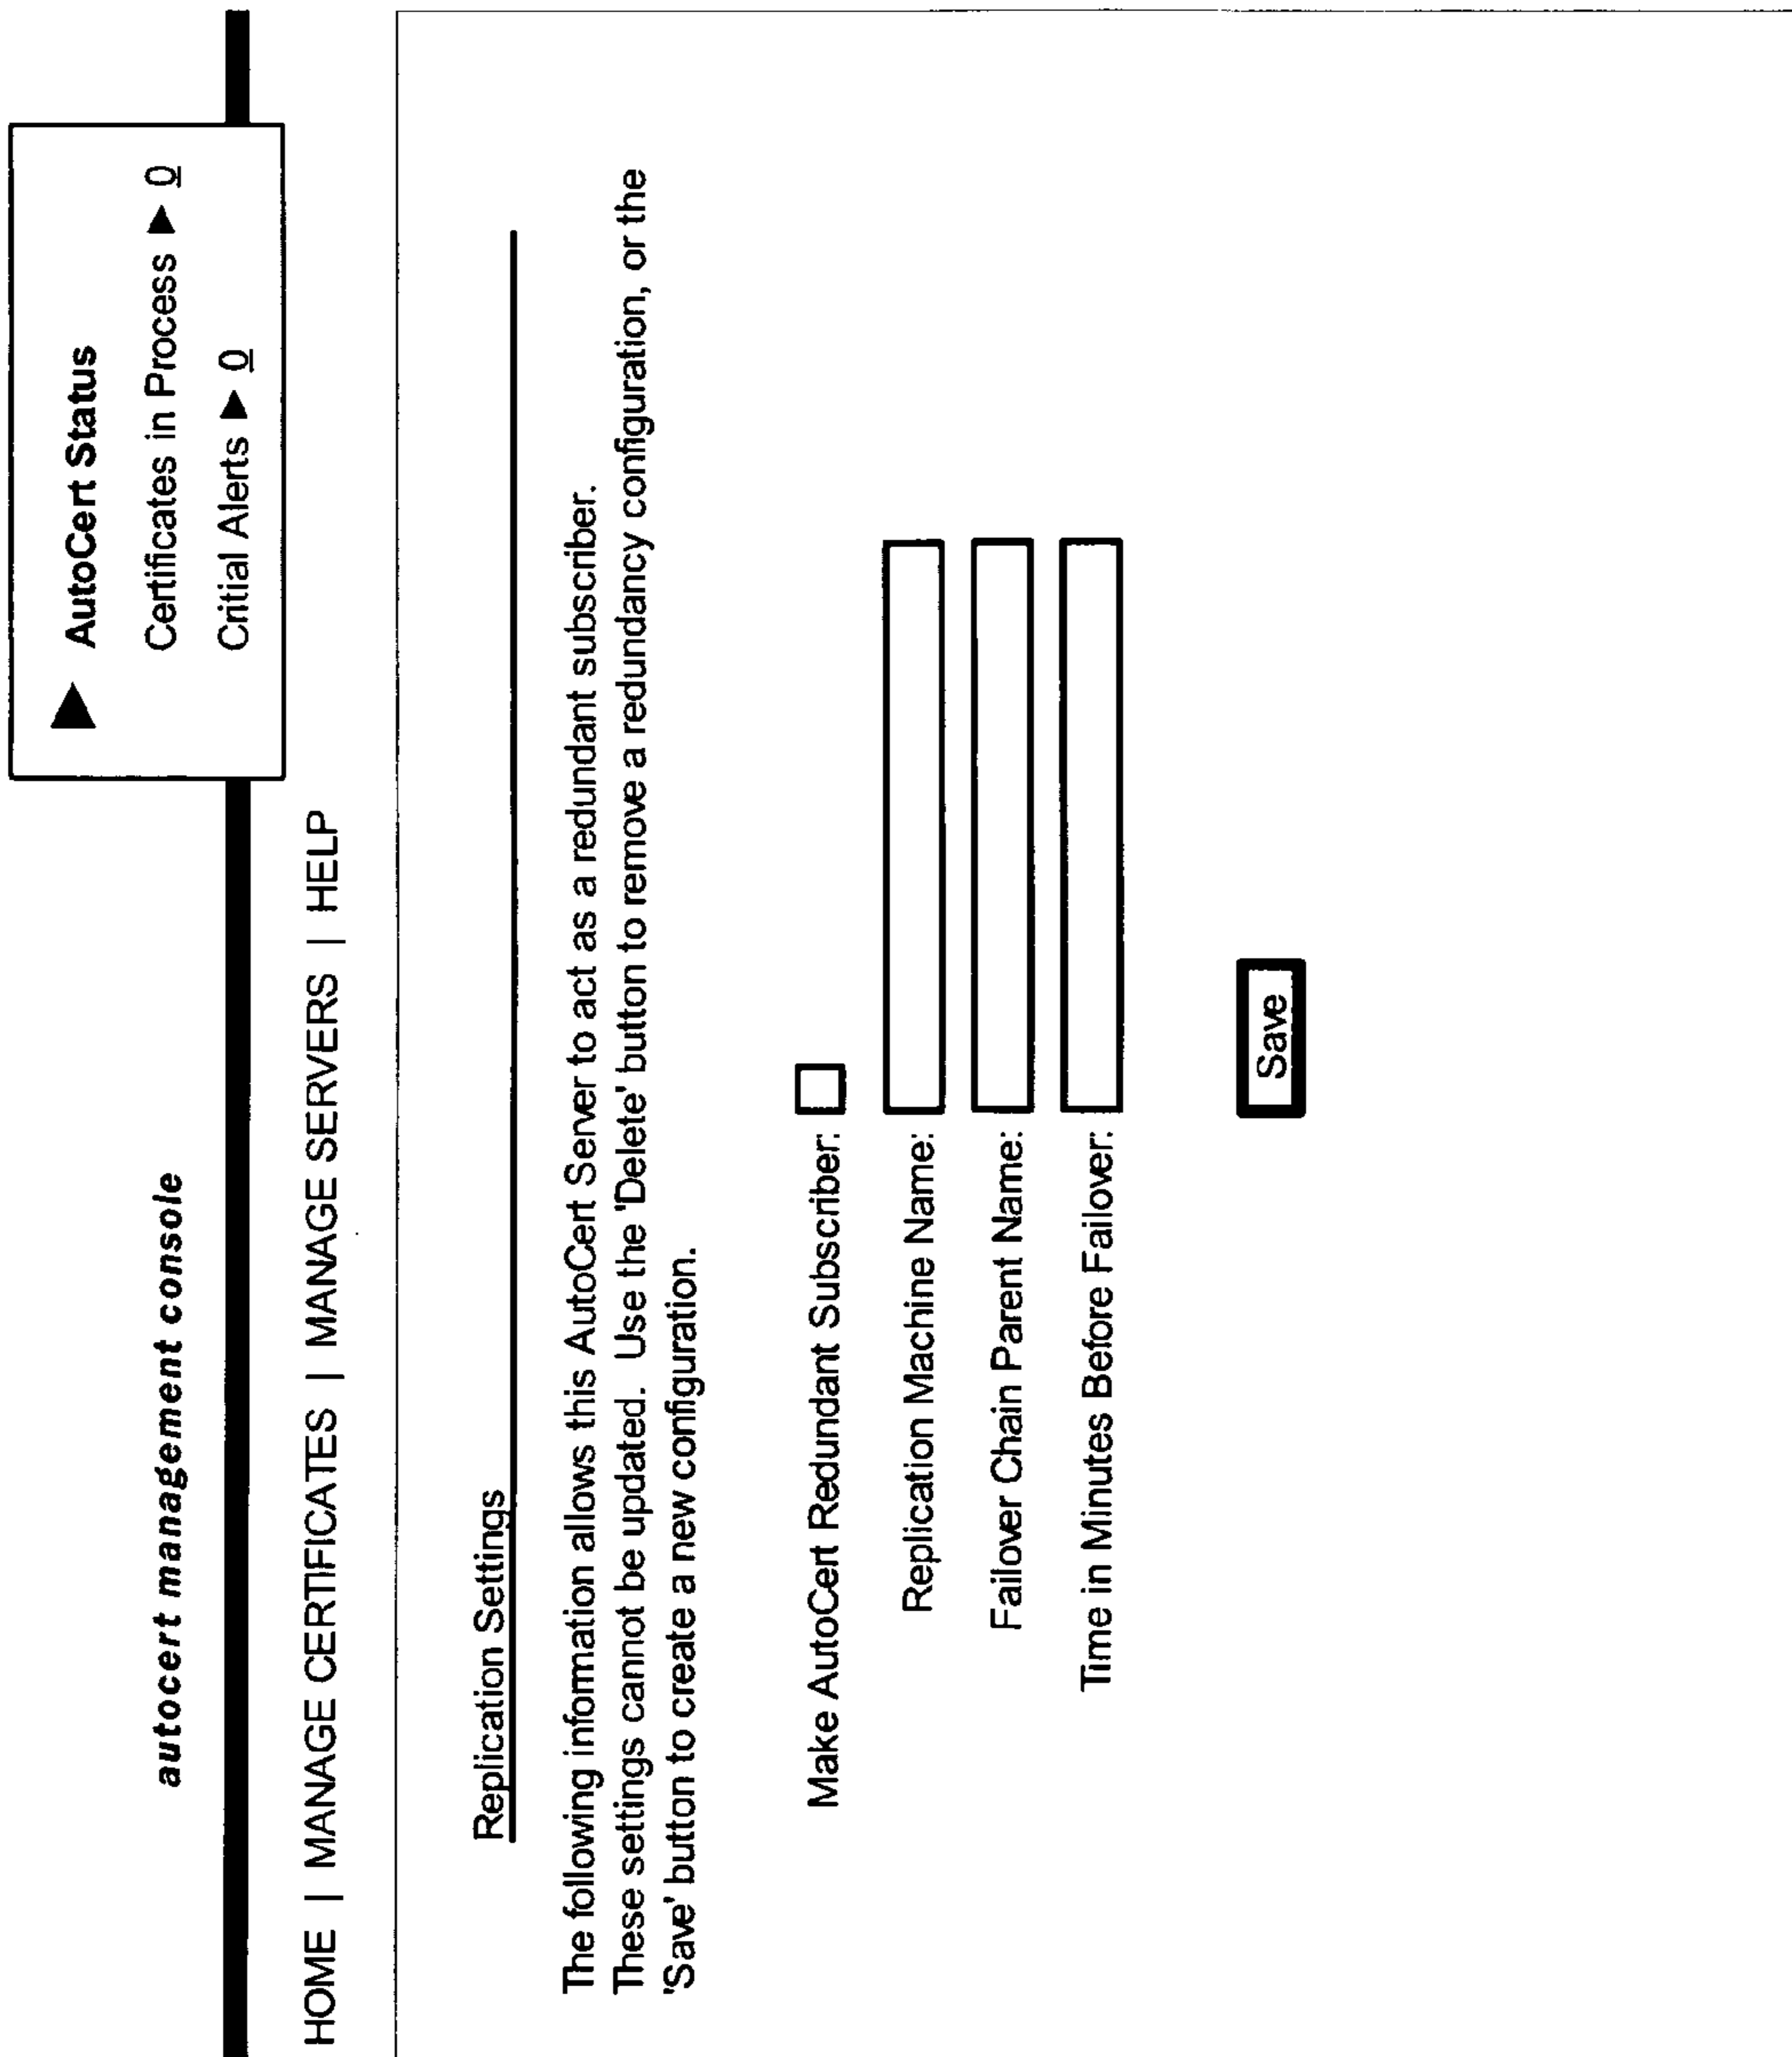 autocert management console
▶ AutoCert Status
Certificates in Process ▶ 0
Critial Alerts ▶ 0
HOME | MANAGE CERTIFICATES | MANAGE SERVERS | HELP
Replication Settings
The following information allows this AutoCert Server to act as a redundant subscriber.
These settings cannot be updated. Use the 'Delete' button to remove a redundancy configuration, or the
'Save' button to create a new configuration.
Make AutoCert Redundant Subscriber:
Replication Machine Name:
Failover Chain Parent Name:
Time in Minutes Before Failover:
Save